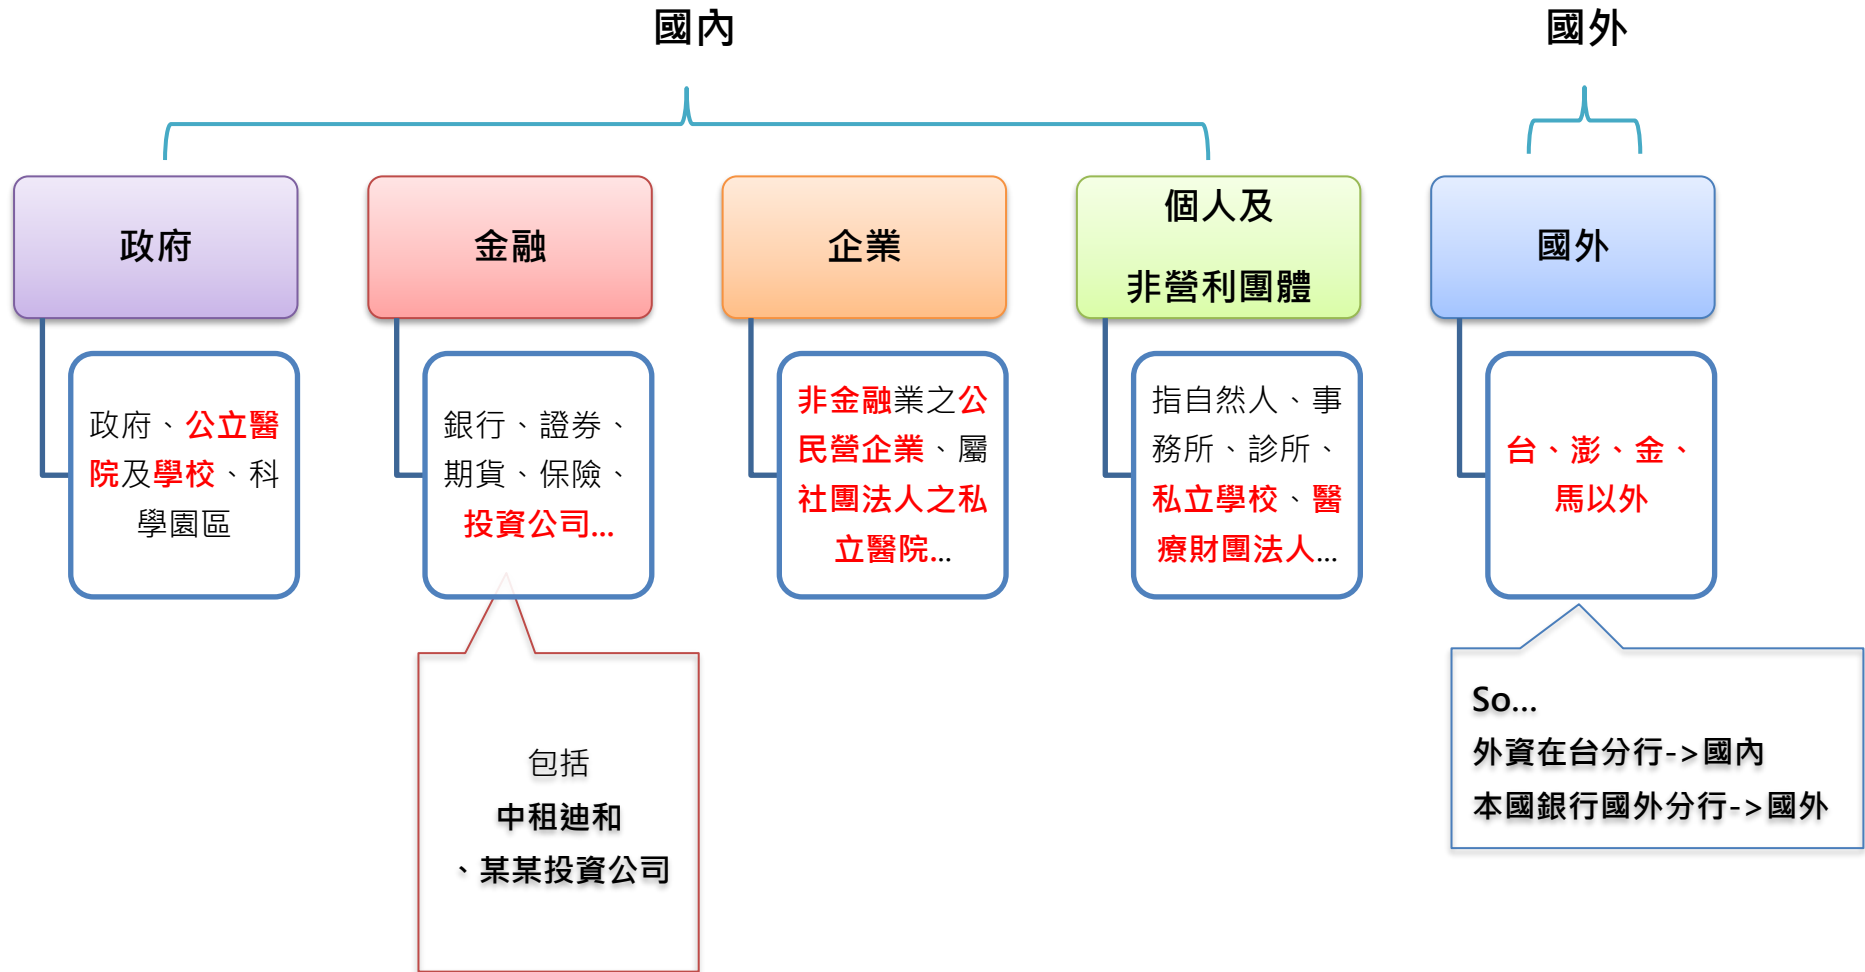 國內
國外
政府
金融
企業
個人及
非營利團體
國外
政府、公立醫
院及學校、科
學園區
銀行、證券、
期貨、保險、
投資公司...
非金融業之公
民營企業、屬
社團法人之私
立醫院...
指自然人、事
務所、診所、
私立學校、醫
療財團法人...
台、澎、金、
馬以外
包括
中租迪和
、某某投資公司
So...
外資在台分行->國內
本國銀行國外分行->國外